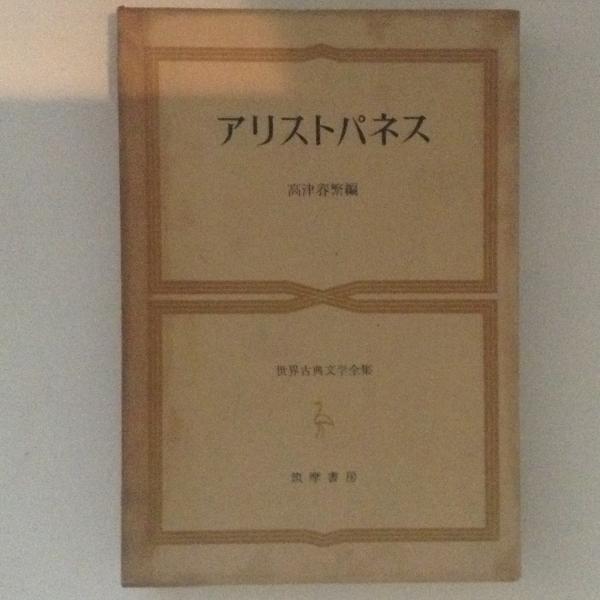 アリストパネス
高津春繁編
世界古典文学全集
筑摩書房